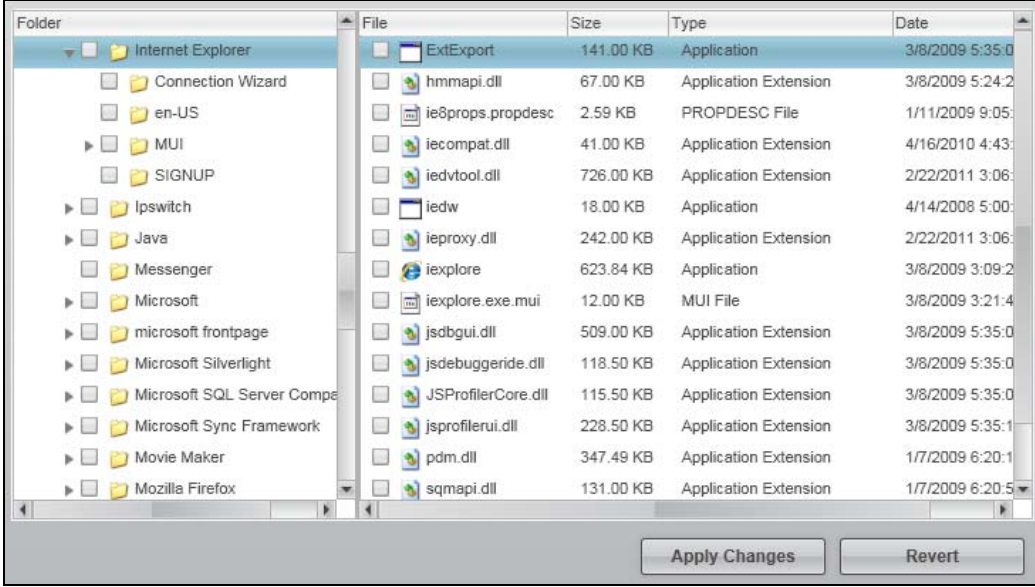 Folder
Internet Explorer
Connection Wizard
en-US
MUI
SIGNUP
Ipswitch
Java
Messenger
Microsoft
microsoft frontpage
Microsoft Silverlight
Microsoft SQL Server Compa
Microsoft Sync Framework
Movie Maker
Mozilla Firefox
File Size Type Date
ExtExport 141.00 KB Application 3/8/2009 5:35:0
hmmapi.dll 67.00 KB Application Extension 3/8/2009 5:24:2
ie8props.propdesc 2.59 KB PROPDESC File 1/11/2009 9:05:
iecompat.dll 41.00 KB Application Extension 4/16/2010 4:43:
iedvtool.dll 726.00 KB Application Extension 2/22/2011 3:06:
iedw 18.00 KB Application 4/14/2008 5:00:
ieproxy.dll 242.00 KB Application Extension 2/22/2011 3:06:
iexplore 623.84 KB Application 3/8/2009 3:09:2
iexplore.exe.mui 12.00 KB MUI File 3/8/2009 3:21:4
jsdbgui.dll 509.00 KB Application Extension 3/8/2009 5:35:0
jsdebuggeride.dll 118.50 KB Application Extension 3/8/2009 5:35:0
JSProfilerCore.dll 115.50 KB Application Extension 3/8/2009 5:35:0
jsprofilerui.dll 228.50 KB Application Extension 3/8/2009 5:35:1
pdm.dll 347.49 KB Application Extension 1/7/2009 6:20:1
sqmapi.dll 131.00 KB Application Extension 1/7/2009 6:20:5
Apply Changes
Revert